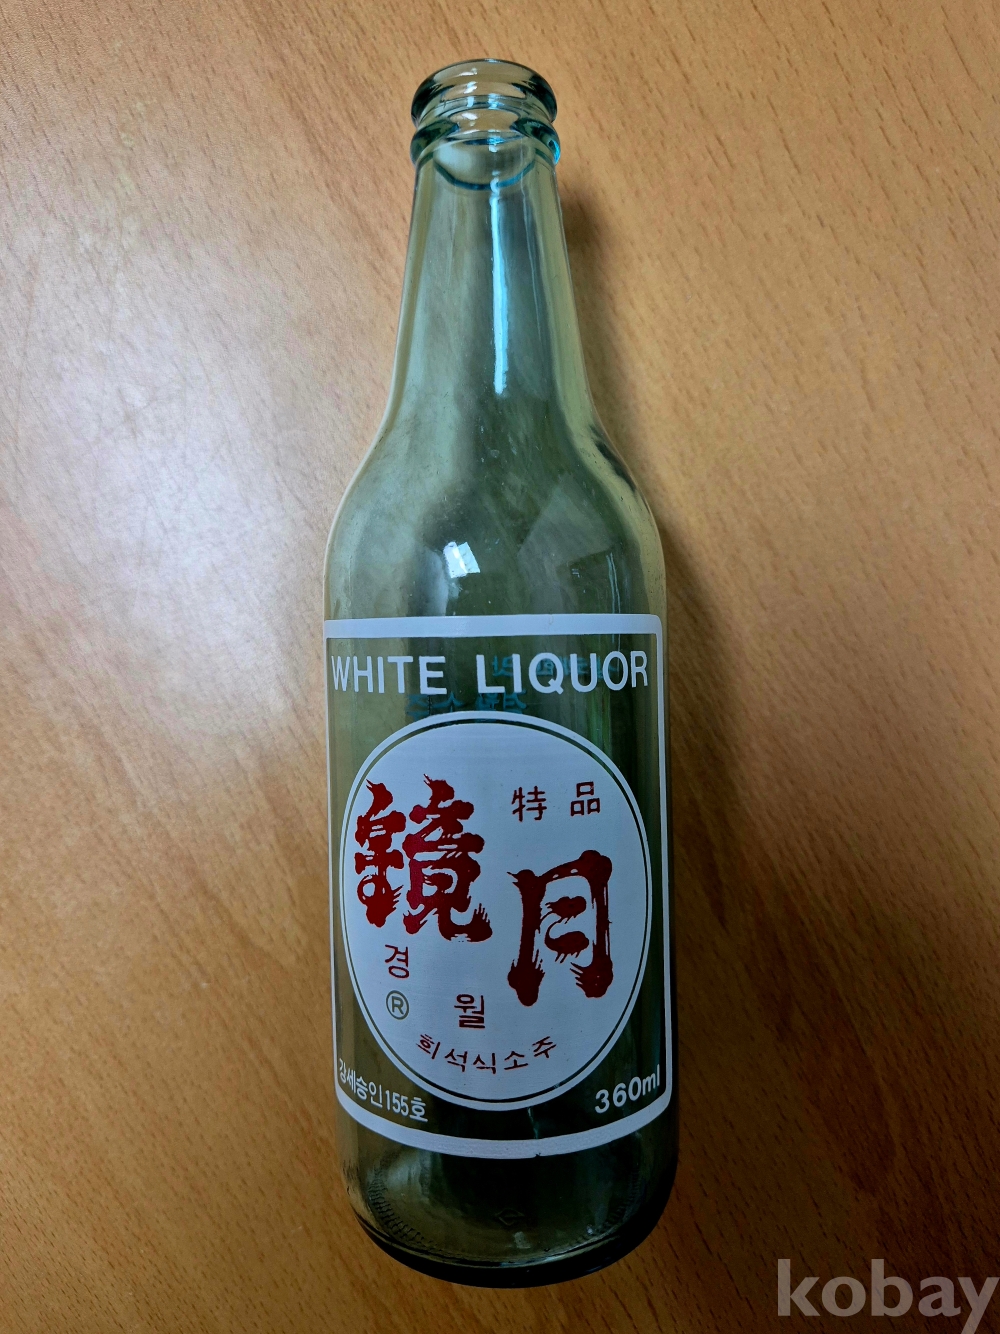 WHITE LIQUOR
特品
鏡月
경월
®
희석식소주
강세승인155호
360ml
kobay